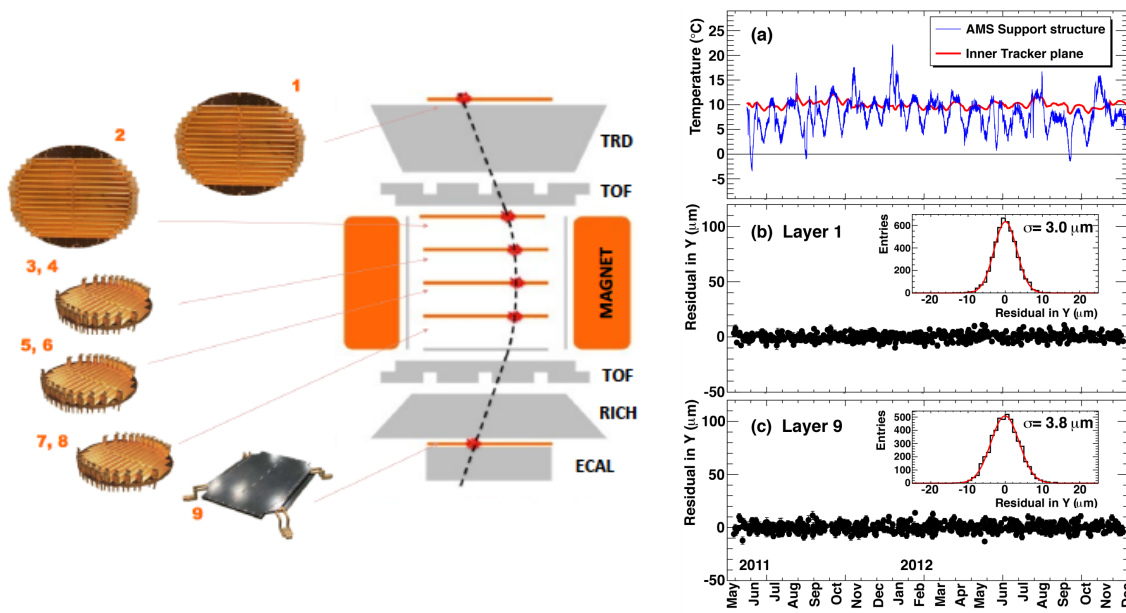 1
2
3, 4
5, 6
7, 8
9
TRD
TOF
MAGNET
TOF
RICH
ECAL
(a)
AMS Support structure
Inner Tracker plane
Temperature (°C)
25
20
15
10
5
0
-5
(b) Layer 1
Residual in Y (μm)
100
50
0
-50
Entries
600
400
200
0
σ= 3.0 μm
-20 -10 0 10 20
Residual in Y (μm)
(c) Layer 9
Residual in Y (μm)
100
50
0
-50
Entries
500
400
300
200
100
0
σ= 3.8 μm
-20 -10 0 10 20
Residual in Y (μm)
2011 2012
May Jun Jul Aug Sep Oct Nov Dec Jan Feb Mar Apr May Jun Jul Aug Sep Oct Nov Dec